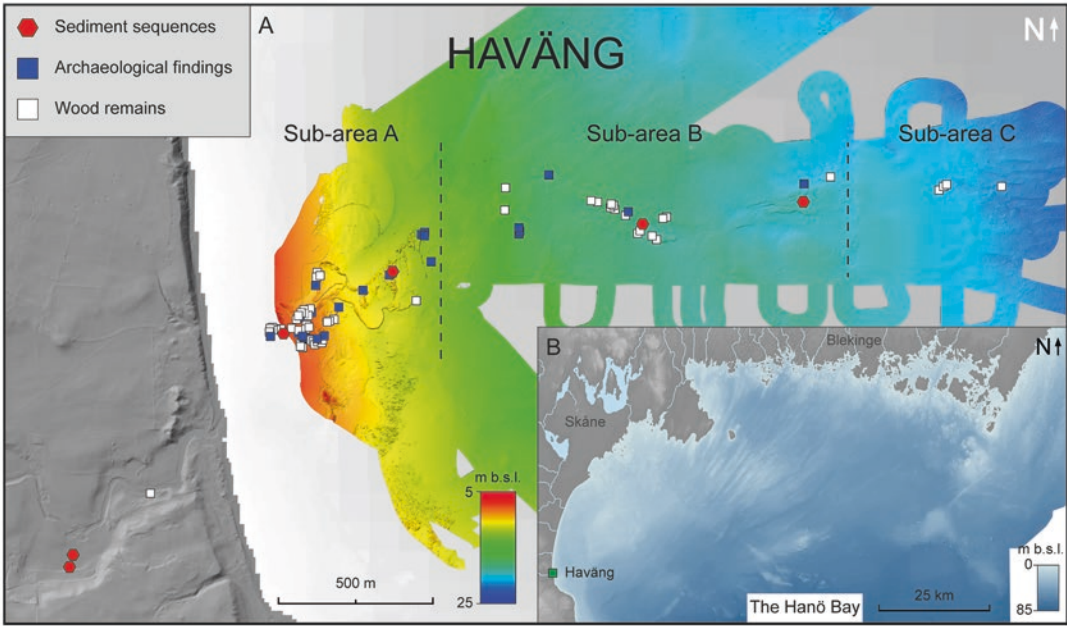 Sediment sequences
Archaeological findings
Wood remains
A
HAVÄNG
N
Sub-area A
Sub-area B
Sub-area C
m b.s.l.
5
25
500 m
B
Blekinge
N
Skåne
Haväng
The Hanö Bay
25 km
m b.s.l.
0
85